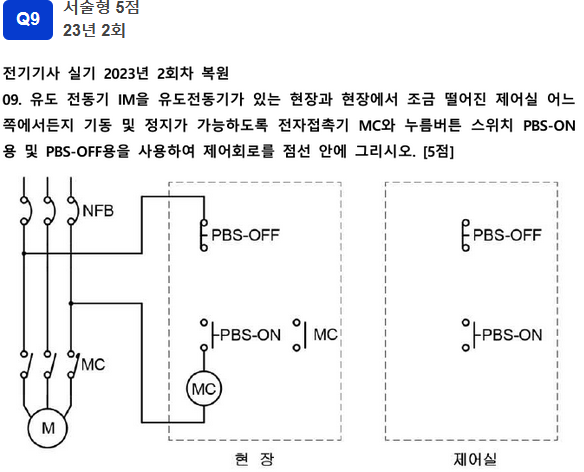 Q9
서술형 5점
23년 2회
전기기사 실기 2023년 2회차 복원
09. 유도 전동기 IM을 유도전동기가 있는 현장과 현장에서 조금 떨어진 제어실 어느
쪽에서든지 기동 및 정지가 가능하도록 전자접촉기 MC와 누름버튼 스위치 PBS-ON
용 및 PBS-OFF용을 사용하여 제어회로를 점선 안에 그리시오. [5점]
NFB
PBS-OFF
PBS-OFF
PBS-ON
MC
PBS-ON
MC
MC
M
현 장
제어실